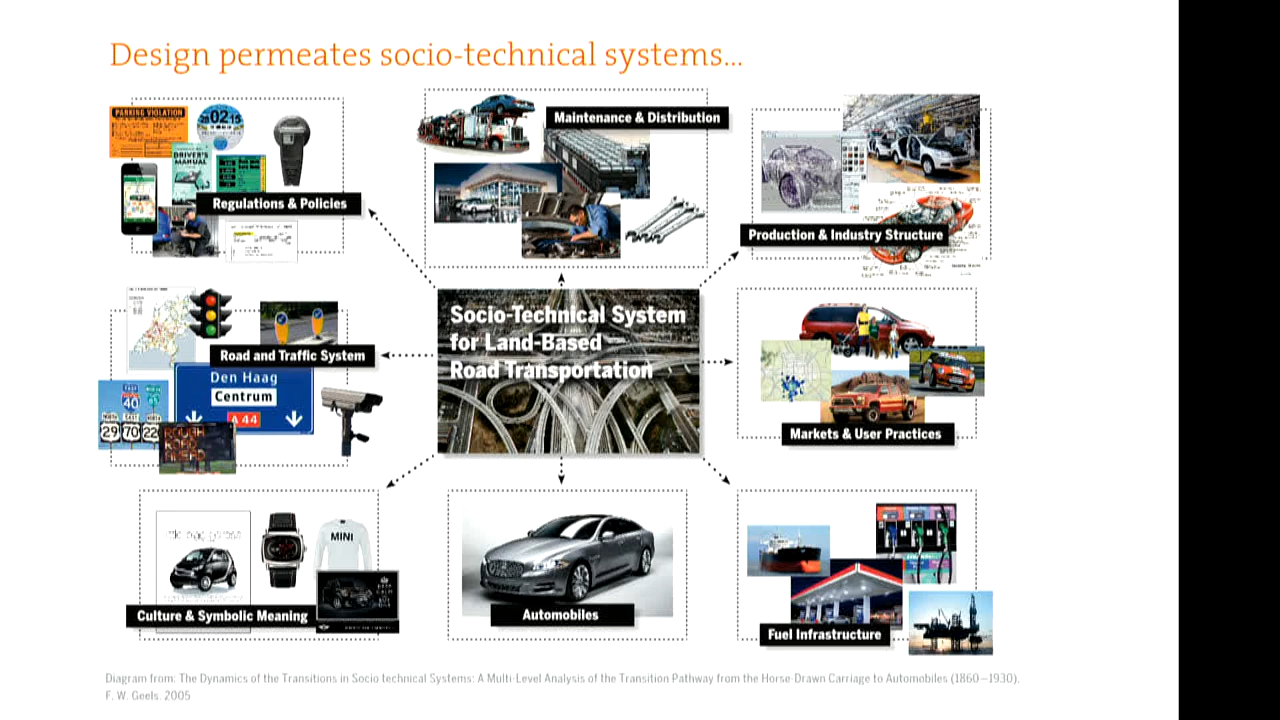 Design permeates socio-technical systems...
PARKING VIOLATION
02 15
DRIVER'S
MANUAL
Regulations & Policies
Maintenance & Distribution
Production & Industry Structure
Socio-Technical System
for Land-Based
Road Transportation
Road and Traffic System
Den Haag
Centrum
A 44
40
29 70 22
ROUGH
ROAD
AHEAD
Markets & User Practices
MINI
Culture & Symbolic Meaning
Automobiles
Fuel Infrastructure
Diagram from: The Dynamics of the Transitions in Socio technical Systems: A Multi-Level Analysis of the Transition Pathway from the Horse-Drawn Carriage to Automobiles (1860–1930).
F. W. Geels. 2005